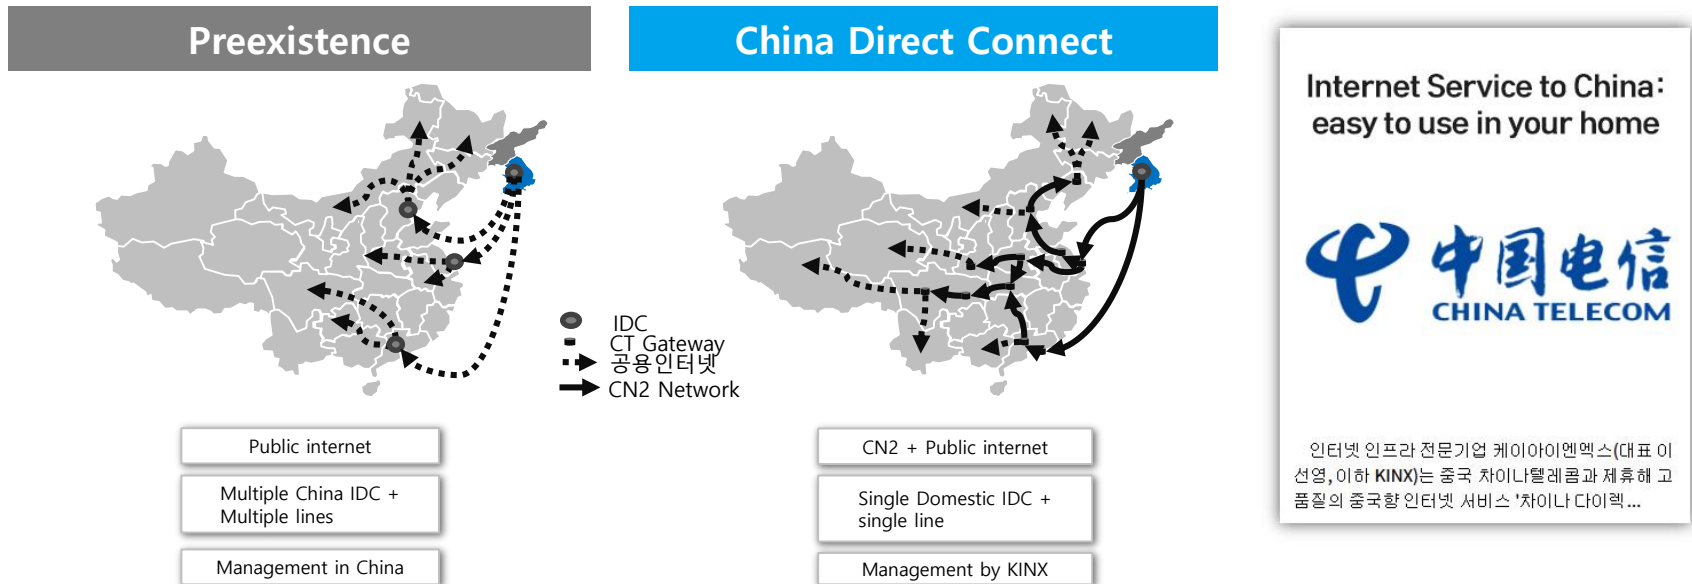 Preexistence
China Direct Connect
IDC
CT Gateway
공용인터넷
CN2 Network
Public internet
Multiple China IDC +
Multiple lines
Management in China
CN2 + Public internet
Single Domestic IDC +
single line
Management by KINX
Internet Service to China:
easy to use in your home
中国电信
CHINA TELECOM
인터넷 인프라 전문기업 케이아이엔엑스(대표 이
선영, 이하 KINX)는 중국 차이나텔레콤과 제휴해 고
품질의 중국향 인터넷 서비스 '차이나 다이렉...